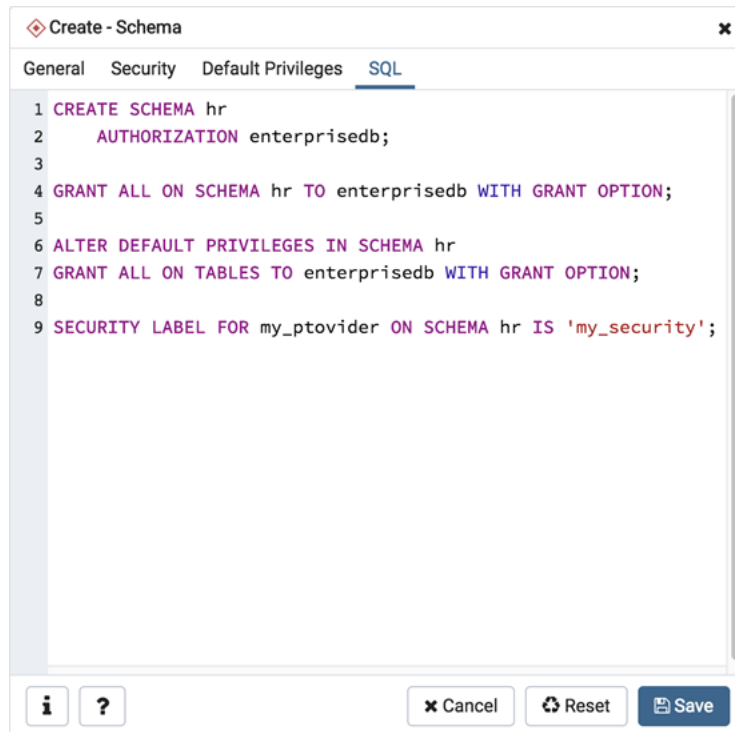 Create - Schema
General Security Default Privileges SQL
1 CREATE SCHEMA hr
2     AUTHORIZATION enterprisedb;
3
4 GRANT ALL ON SCHEMA hr TO enterprisedb WITH GRANT OPTION;
5
6 ALTER DEFAULT PRIVILEGES IN SCHEMA hr
7 GRANT ALL ON TABLES TO enterprisedb WITH GRANT OPTION;
8
9 SECURITY LABEL FOR my_ptovider ON SCHEMA hr IS 'my_security';
i ? Cancel Reset Save